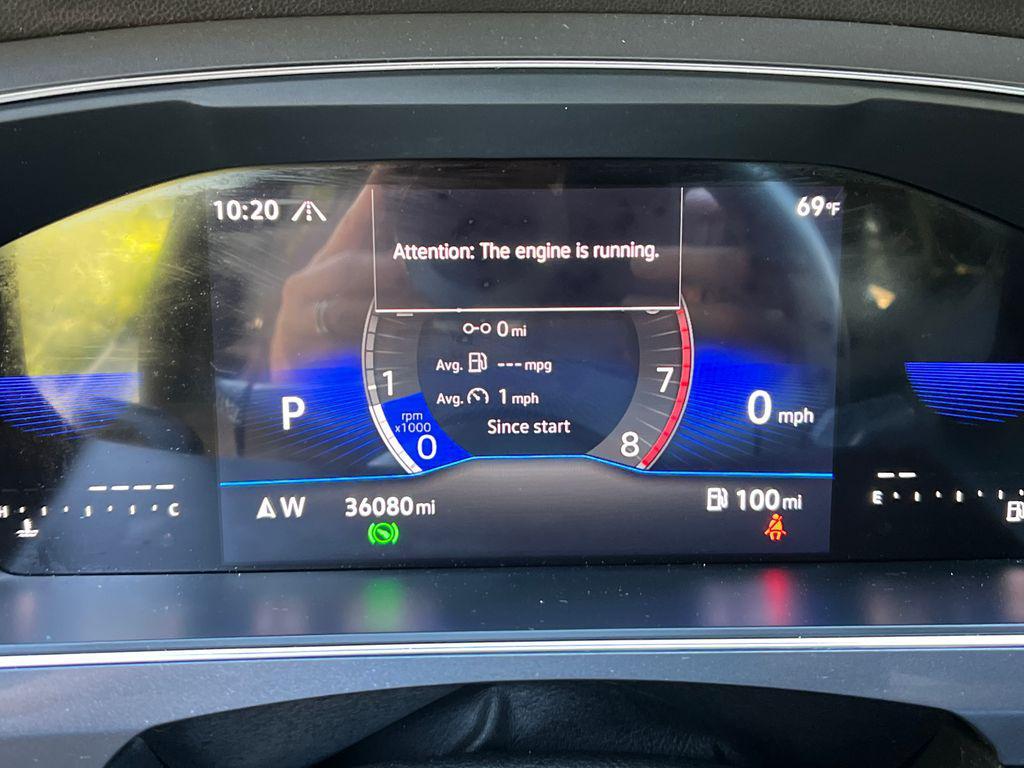 10:20
69°F
Attention: The engine is running.
0 mi
Avg. --- mpg
1
7
Avg. 1 mph
P
rpm
x1000
0
Since start
8
0 mph
W
36080 mi
100 mi
H
C
E